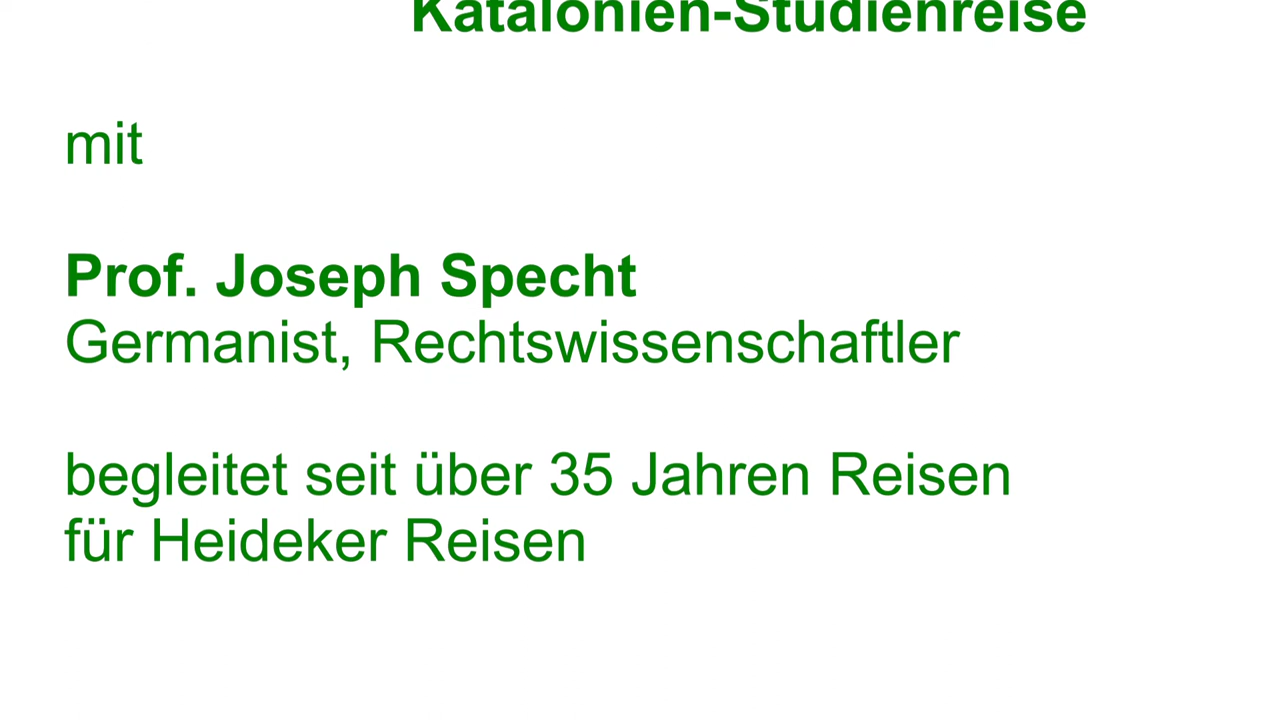 Katalonien-Studienreise
mit
Prof. Joseph Specht
Germanist, Rechtswissenschaftler
begleitet seit über 35 Jahren Reisen
für Heideker Reisen